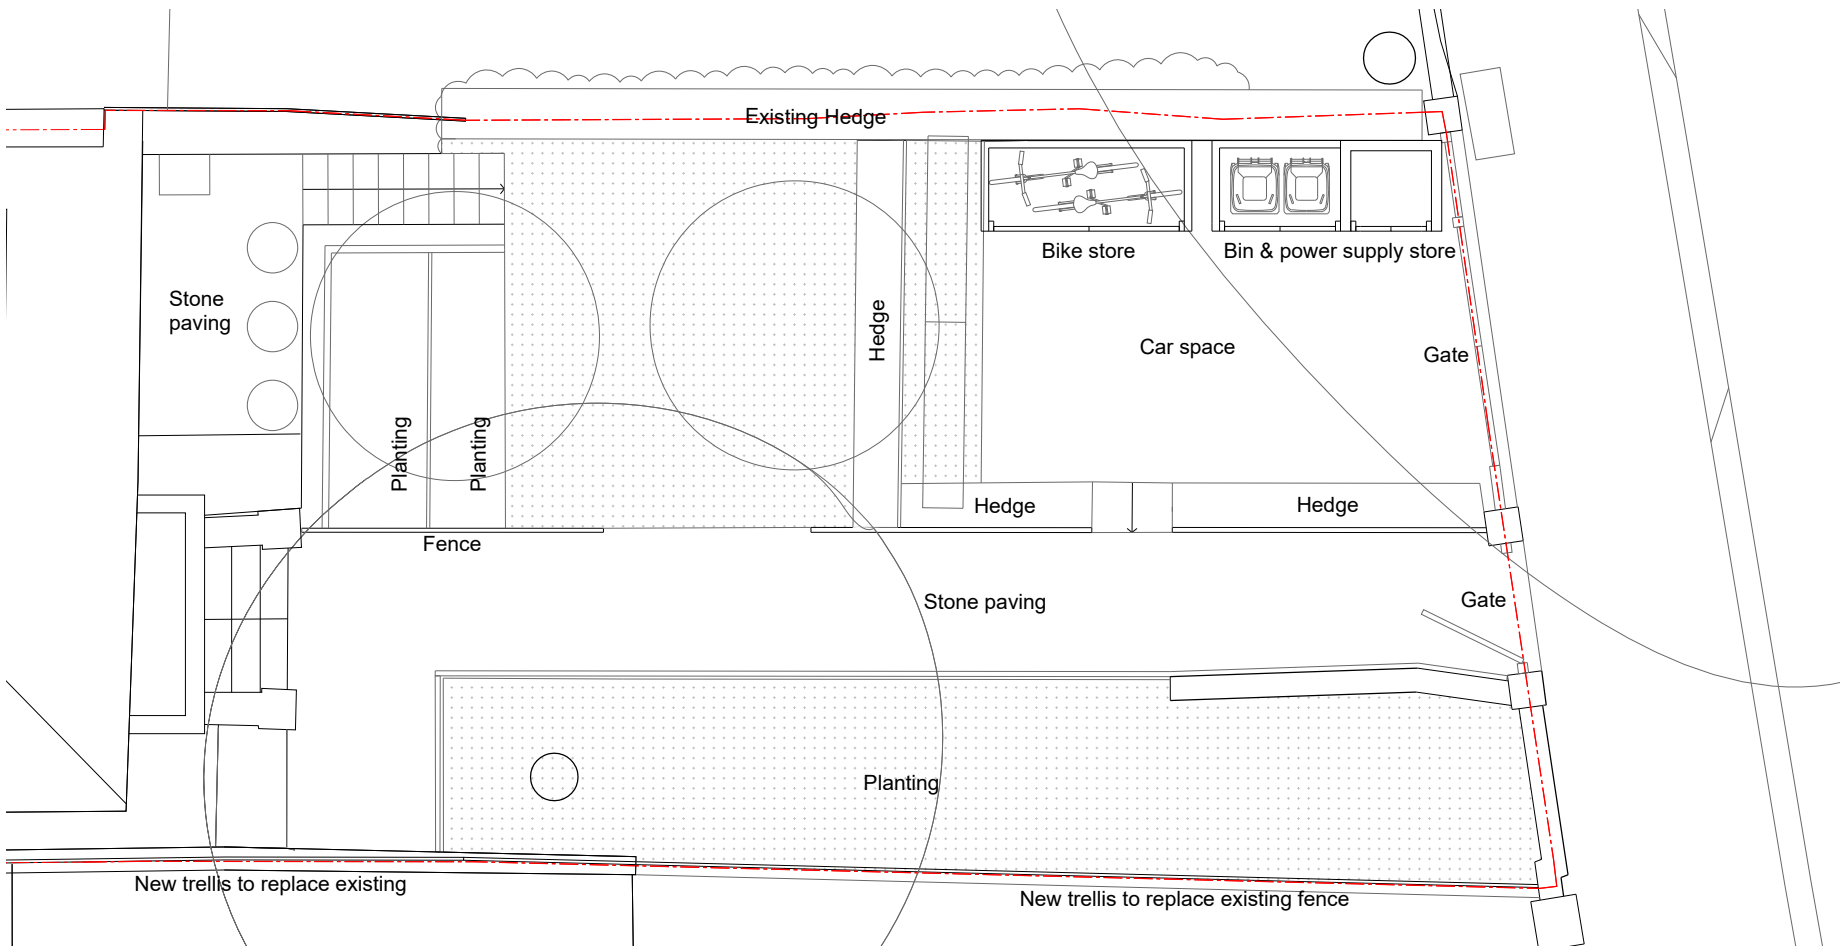 Existing Hedge
Bike store
Bin & power supply store
Stone
paving
Hedge
Car space
Gate
Planting
Planting
Hedge
Hedge
Fence
Stone paving
Gate
Planting
New trellis to replace existing
New trellis to replace existing fence